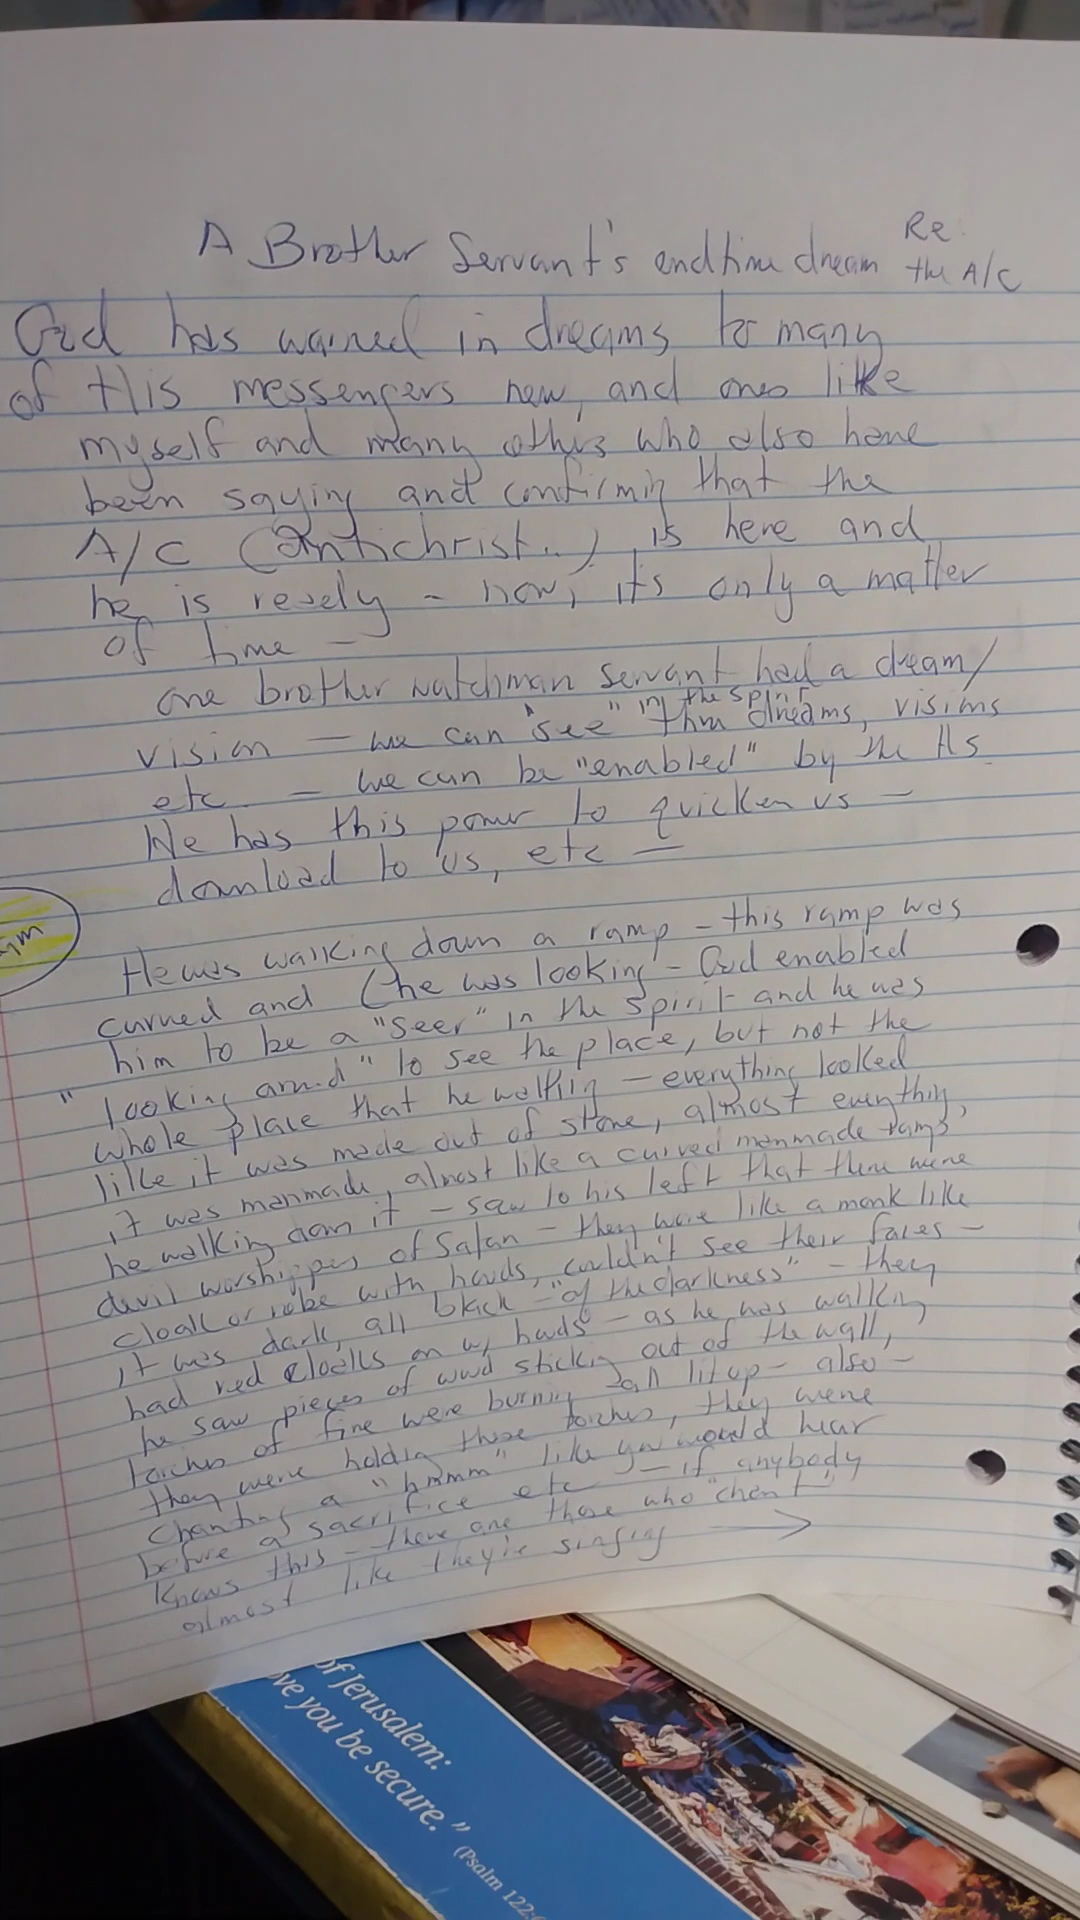 A Brother Servant's endtime dream Re. the A/C
God has warned in dreams to many
of His messengers new, and ones like
myself and many others who also have
been saying and confirming that the
A/C (antichrist..) is here and
he is ready - now, it's only a matter
of time -
one brother watchman servant had a dream/
vision - we can "see" in the spirit thru dreams, visions
etc - we can be "enabled" by the HS
He has this power to quicken us -
download to us, etc -
He was walking down a ramp - this ramp was
curved and (he was looking - God enabled
him to be a "seer" in the spirit and he was
"looking around" to see the place, but not the
whole place that he walking - everything looked
like it was made out of stone, almost everything,
it was manmade, almost like a curved manmade ramp
he walking down it - saw to his left that there were
devil worshippers of Satan - they were like a monk like
cloak or robe with hoods, couldn't see their faces -
it was dark, all black - "of the darkness" - they
had red cloaks on w/ hoods - as he was walking
he saw pieces of wood sticking out of the wall,
torches of fire were burning all lit up - also -
they were holding these torches, they were
chanting a "hmmm" like you would hear
before a sacrifice etc - if anybody
knows this - there are those who "chant"
almost like they're singing →
of Jerusalem:
ve you be secure."
(Psalm 122: